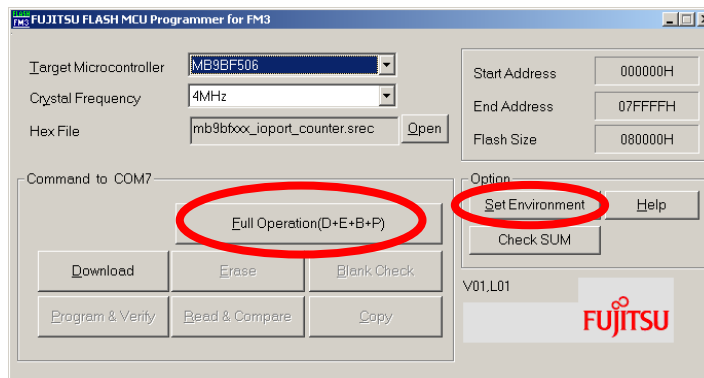 FUJITSU FLASH MCU Programmer for FM3
Target Microcontroller
MB9BF506
Crystal Frequency
4MHz
Hex File
mb9bfxxx_ioport_counter.srec
Open
Start Address
000000H
End Address
07FFFFH
Flash Size
080000H
Command to COM7
Full Operation(D+E+B+P)
Download
Erase
Blank Check
Program & Verify
Read & Compare
Copy
Option
Set Environment
Help
Check SUM
V01,L01
FUJITSU